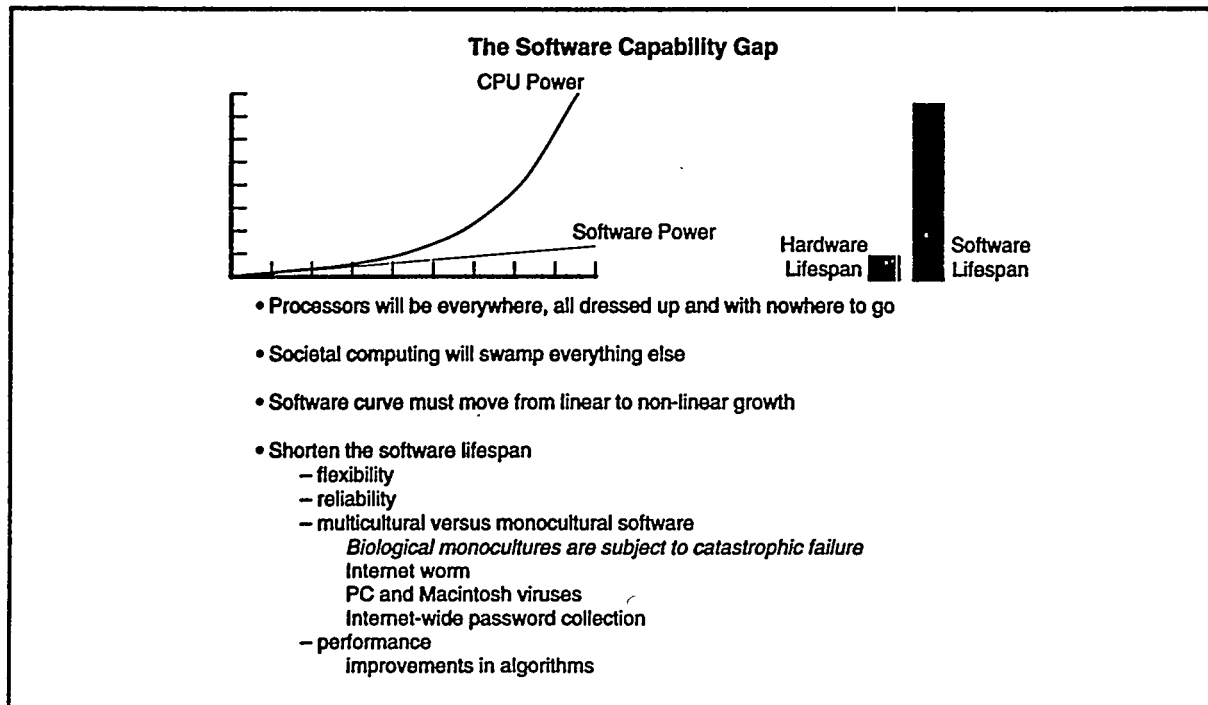 The Software Capability Gap
CPU Power
Software Power
Hardware
Lifespan
Software
Lifespan
• Processors will be everywhere, all dressed up and with nowhere to go
• Societal computing will swamp everything else
• Software curve must move from linear to non-linear growth
• Shorten the software lifespan
– flexibility
– reliability
– multicultural versus monocultural software
Biological monocultures are subject to catastrophic failure
Internet worm
PC and Macintosh viruses
Internet-wide password collection
– performance
improvements in algorithms